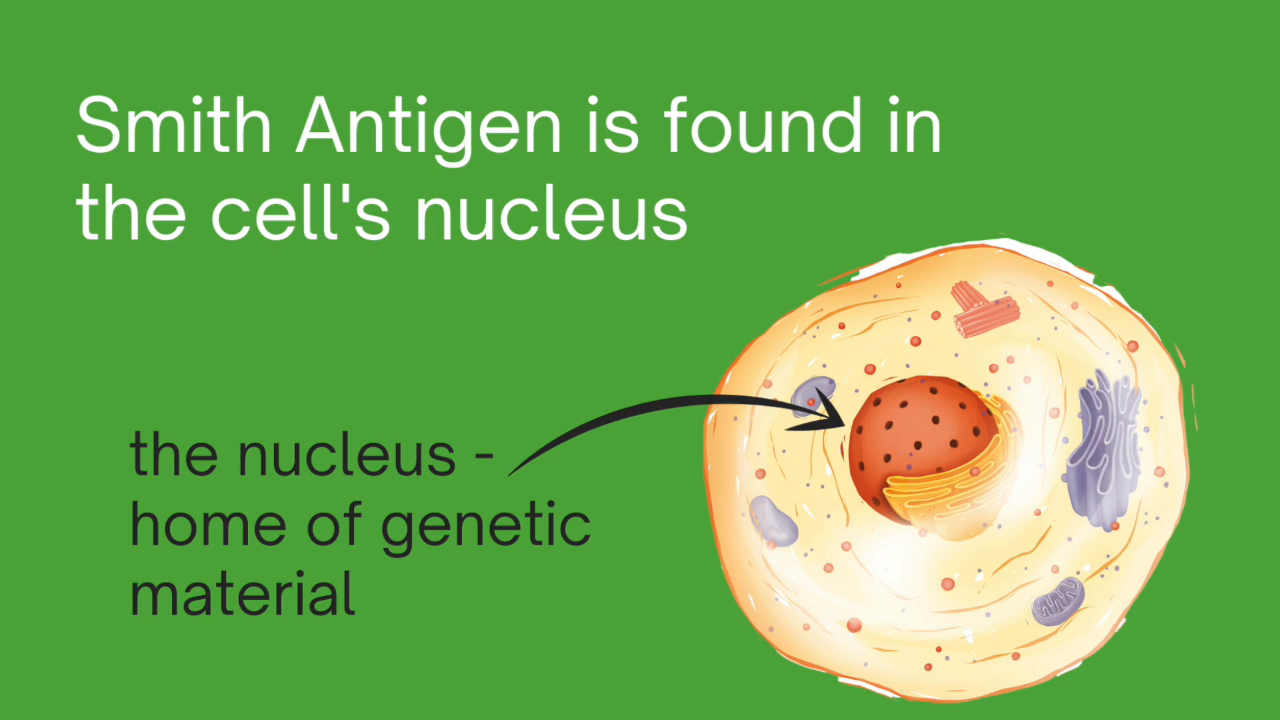 Smith Antigen is found in
the cell's nucleus
the nucleus -
home of genetic
material